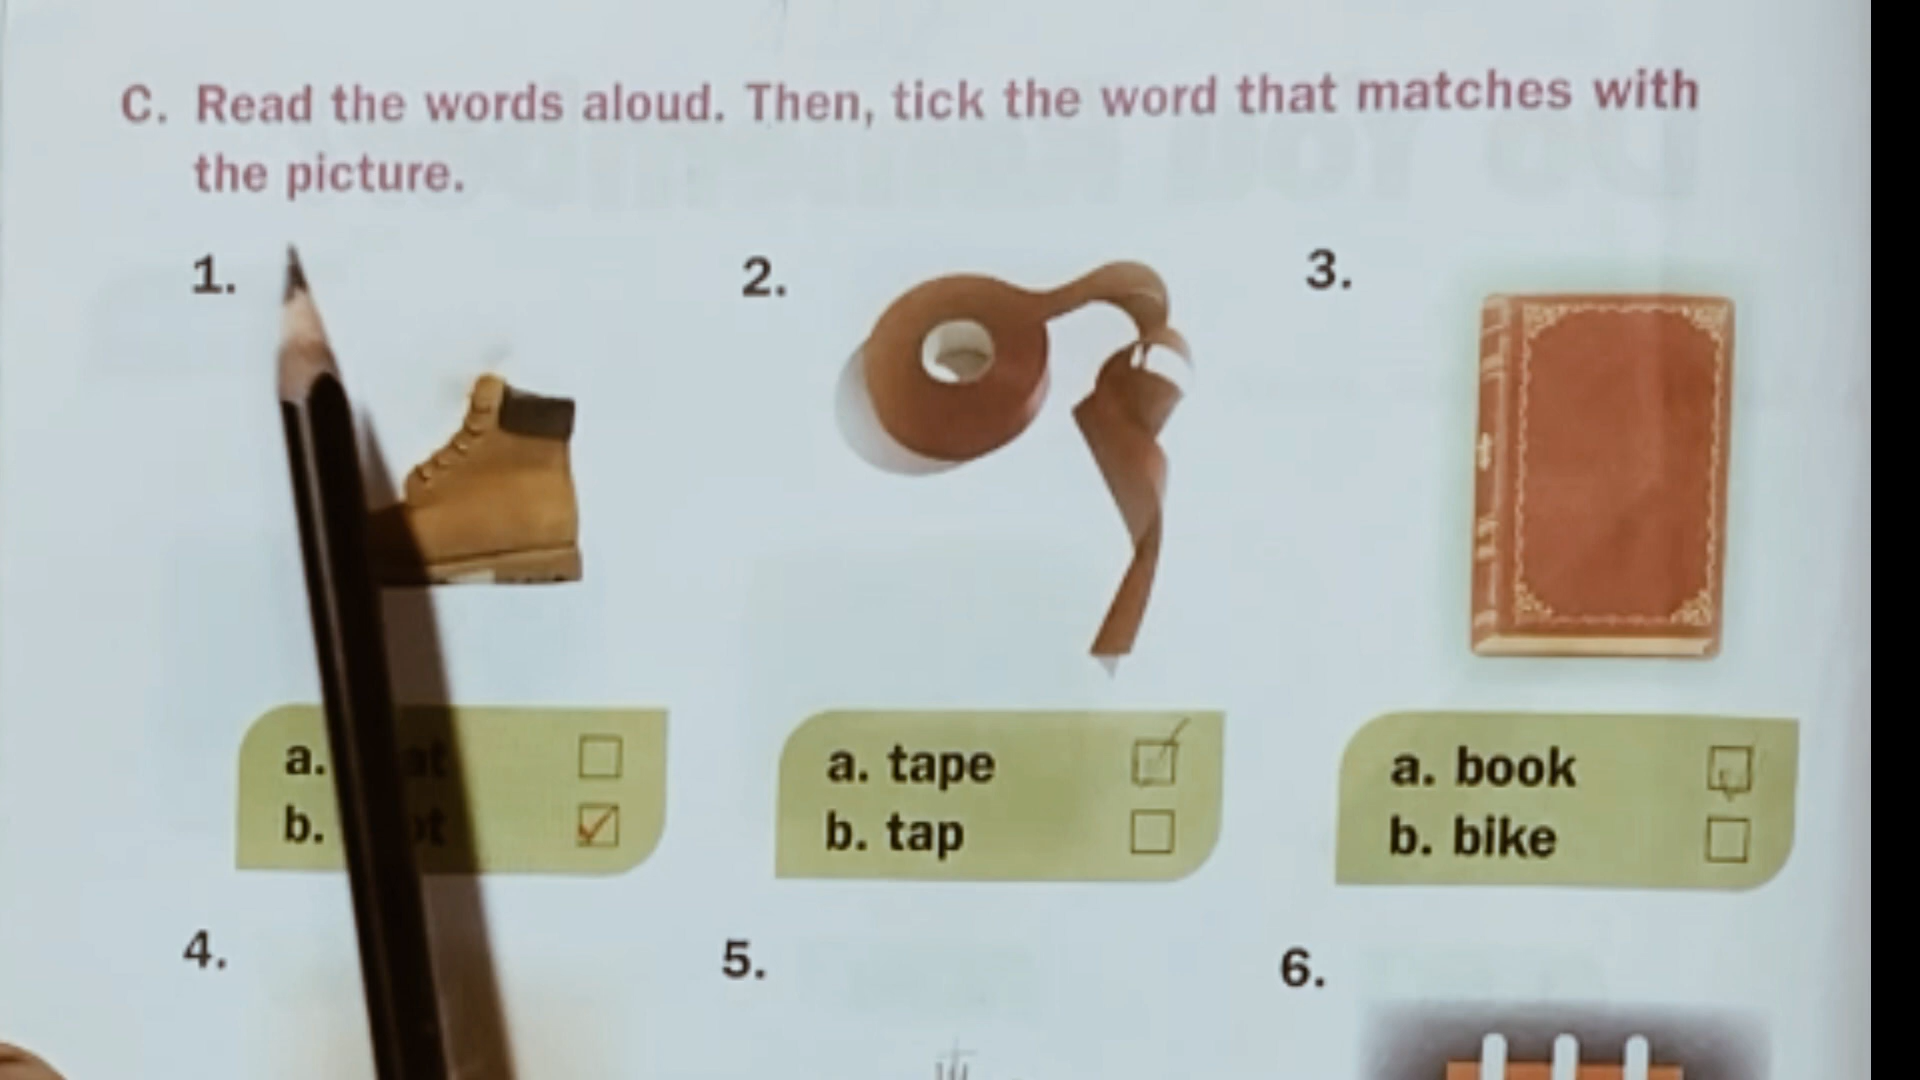 C. Read the words aloud. Then, tick the word that matches with
the picture.
1.
2.
3.
a.
b.
a. tape
b. tap
a. book
b. bike
4.
5.
6.